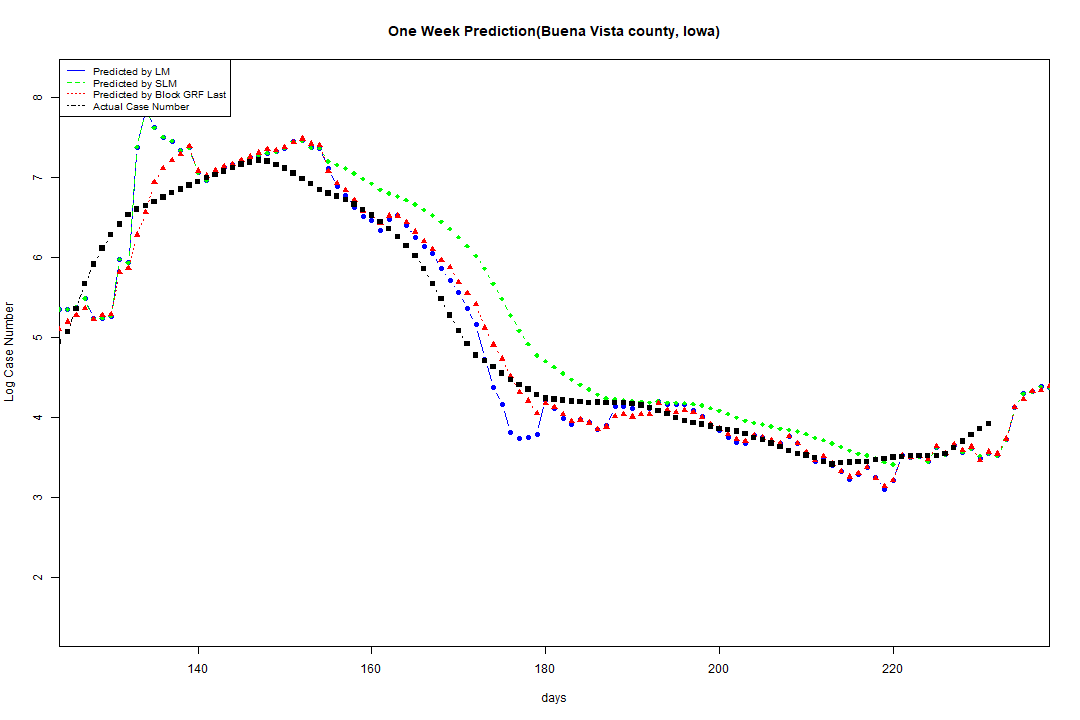 One Week Prediction(Buena Vista county, Iowa)
Predicted by LM
Predicted by SLM
Predicted by Block GRF Last
Actual Case Number
8
7
6
5
4
3
2
Log Case Number
140 160 180 200 220
days